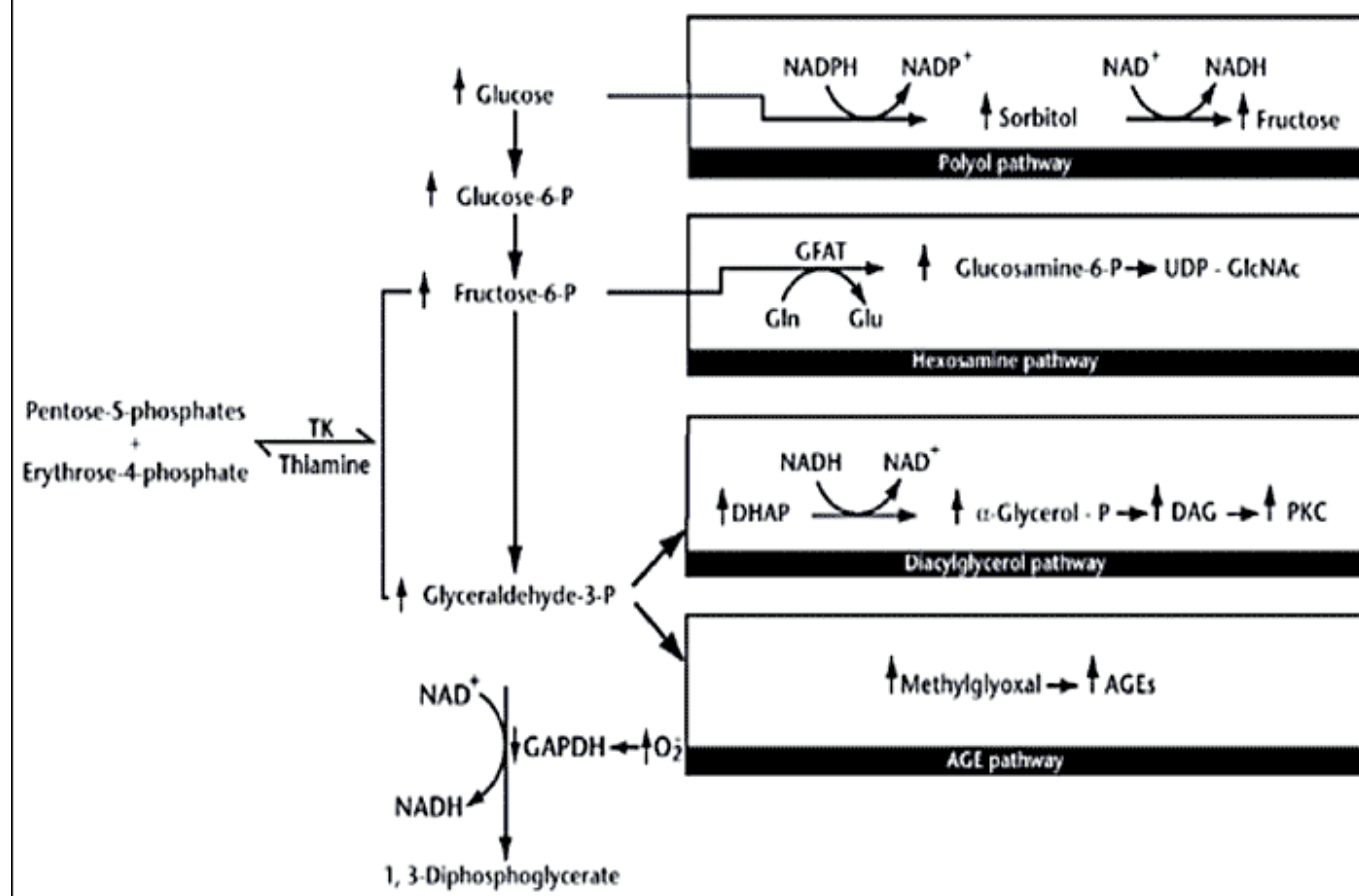 NADPH NADP+ NAD+ NADH
Glucose
Sorbitol Fructose
Polyol pathway
Glucose-6-P
GFAT
Glucosamine-6-P UDP - GlcNAc
Fructose-6-P
Gln Glu
Hexosamine pathway
Pentose-5-phosphates
+
Erythrose-4-phosphate
TK
Thiamine
NADH NAD+
DHAP α-Glycerol - P DAG PKC
Diacylglycerol pathway
Glyceraldehyde-3-P
Methylglyoxal AGEs
AGE pathway
NAD+
GAPDH O2-
NADH
1, 3-Diphosphoglycerate